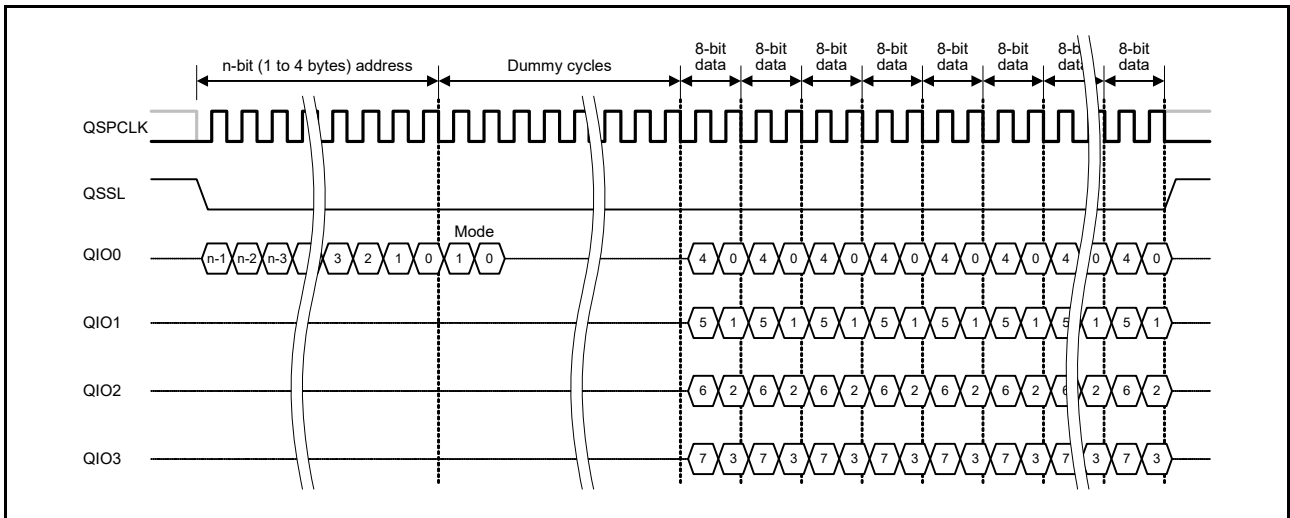 8-bit 8-bit 8-bit 8-bit 8-bit 8-bit 8-b 8-bit
n-bit (1 to 4 bytes) address Dummy cycles data data data data data data dat data
QSPCLK
QSSL
Mode
QIO0 n-1 n-2 n-3 3 2 1 0 1 0 4 0 4 0 4 0 4 0 4 0 4 0 4 0 4 0
QIO1 5 1 5 1 5 1 5 1 5 1 5 1 5 1 5 1
QIO2 6 2 6 2 6 2 6 2 6 2 6 2 6 2 6 2
QIO3 7 3 7 3 7 3 7 3 7 3 7 3 7 3 7 3